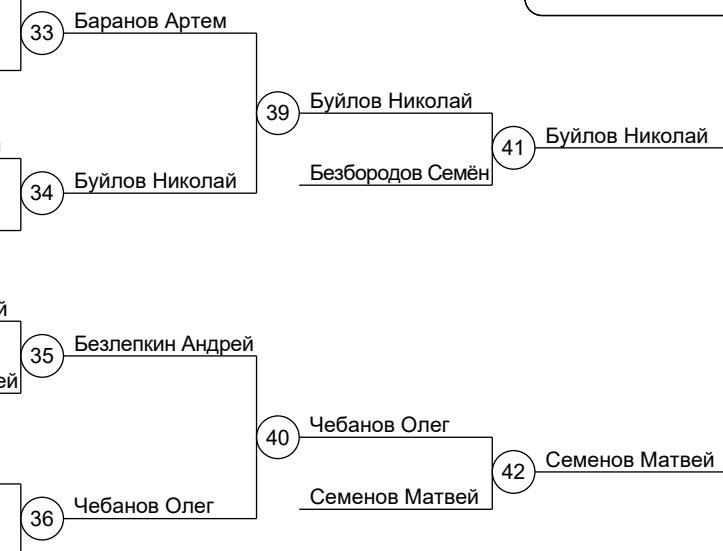 33 Баранов Артем
39 Буйлов Николай
41 Буйлов Николай
Безбородов Семён
34 Буйлов Николай
35 Безлепкин Андрей
40 Чебанов Олег
42 Семенов Матвей
Семенов Матвей
36 Чебанов Олег